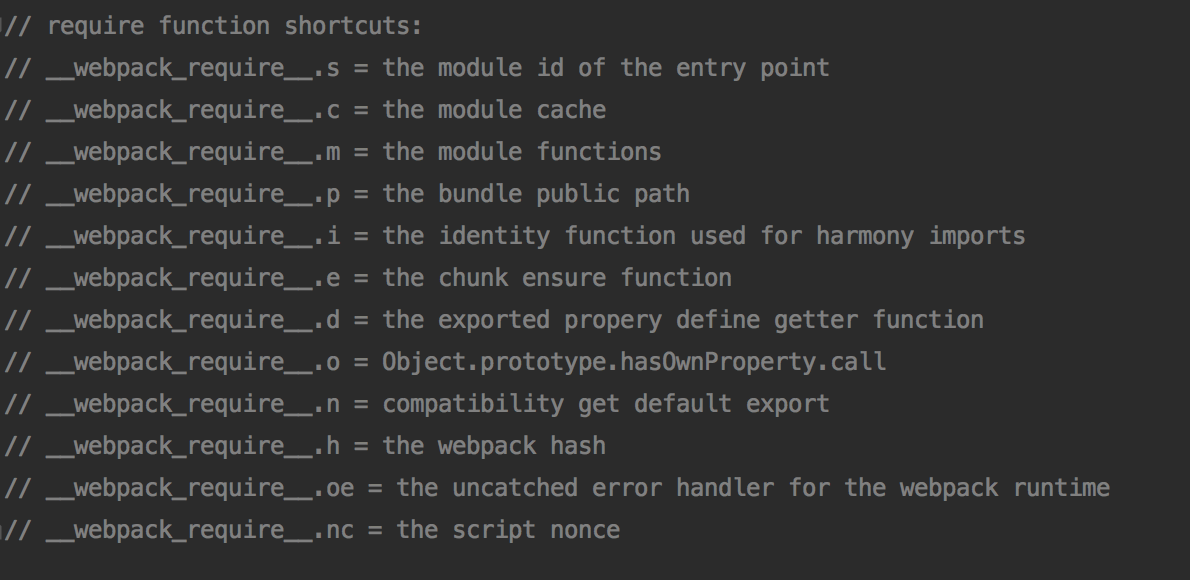 // require function shortcuts:
// __webpack_require__.s = the module id of the entry point
// __webpack_require__.c = the module cache
// __webpack_require__.m = the module functions
// __webpack_require__.p = the bundle public path
// __webpack_require__.i = the identity function used for harmony imports
// __webpack_require__.e = the chunk ensure function
// __webpack_require__.d = the exported propery define getter function
// __webpack_require__.o = Object.prototype.hasOwnProperty.call
// __webpack_require__.n = compatibility get default export
// __webpack_require__.h = the webpack hash
// __webpack_require__.oe = the uncatched error handler for the webpack runtime
// __webpack_require__.nc = the script nonce